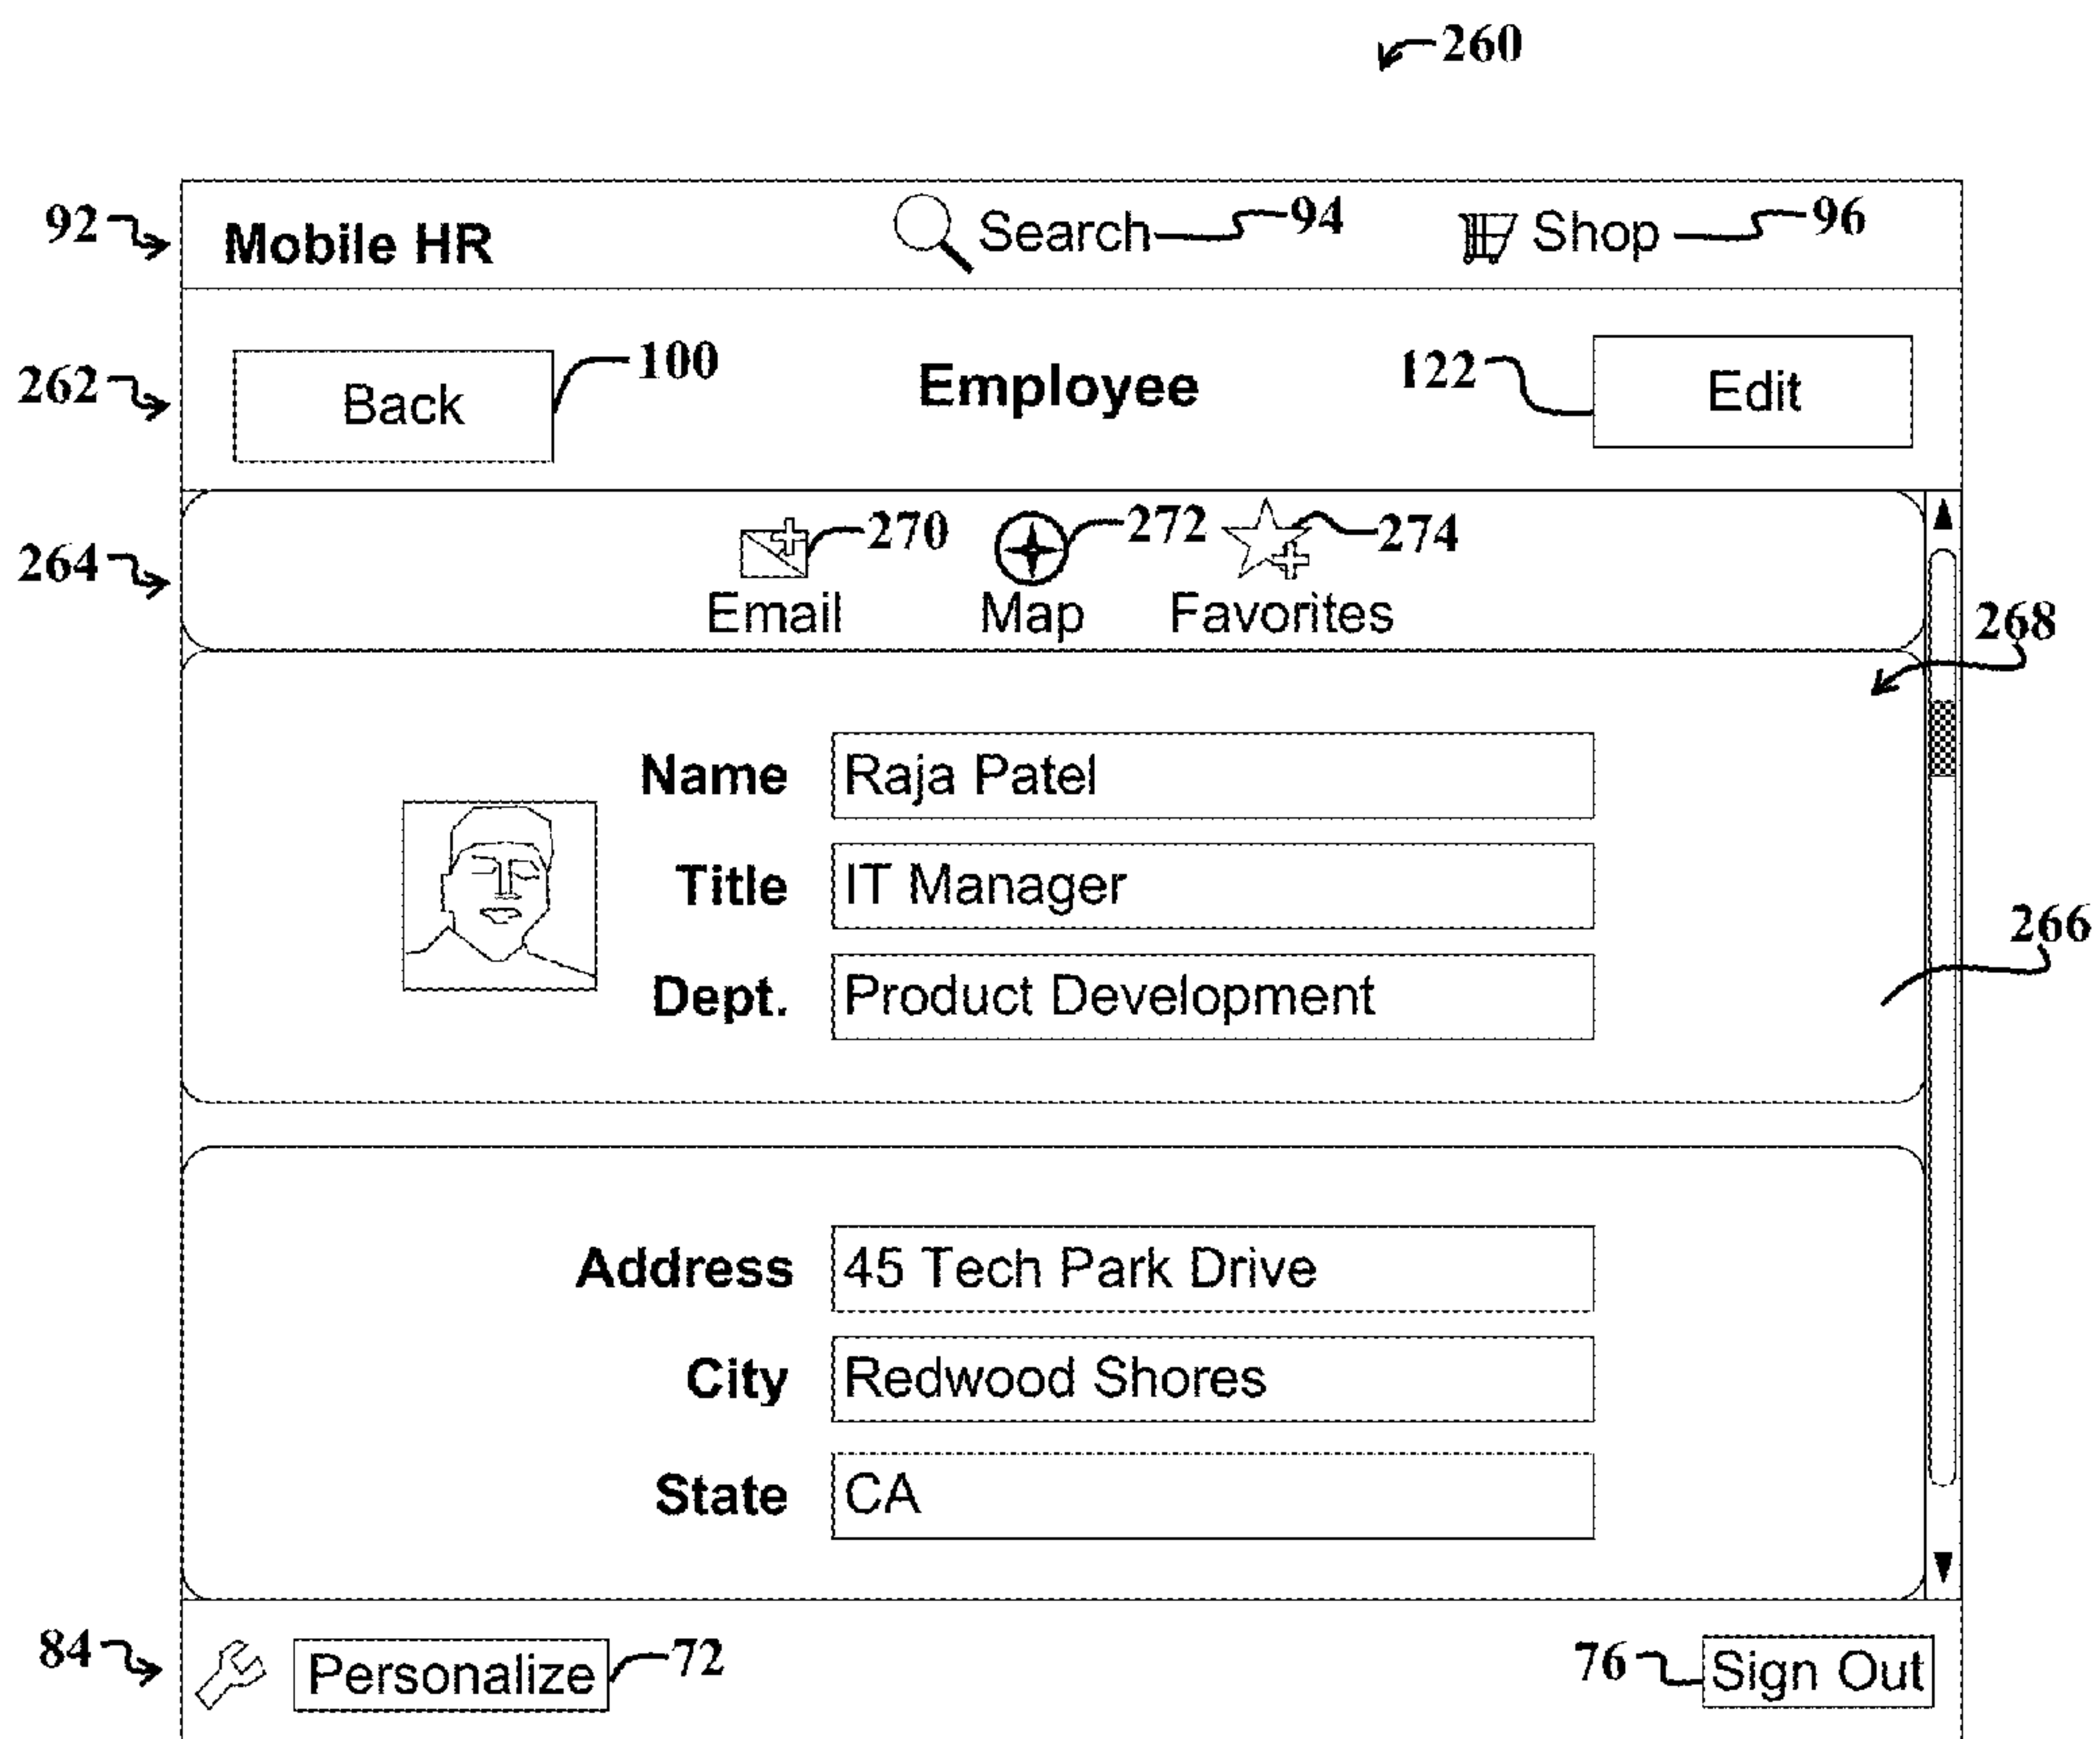 260
92 Mobile HR Search 94 Shop 96
262 Back 100 Employee 122 Edit
264 270 272 274
Email Map Favorites
268
Name Raja Patel
Title IT Manager
266
Dept. Product Development
Address 45 Tech Park Drive
City Redwood Shores
State CA
84 Personalize 72 76 Sign Out